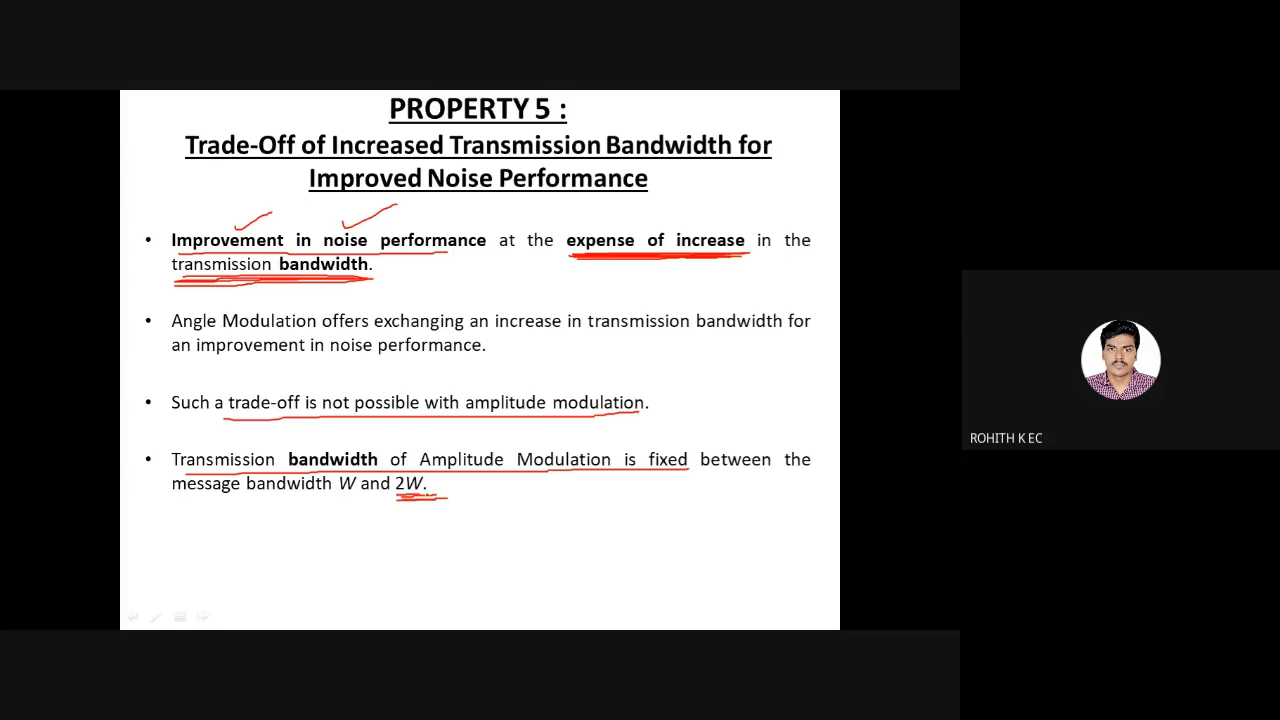 PROPERTY 5 :
Trade-Off of Increased Transmission Bandwidth for
Improved Noise Performance
• Improvement in noise performance at the expense of increase in the
transmission bandwidth.
• Angle Modulation offers exchanging an increase in transmission bandwidth for
an improvement in noise performance.
• Such a trade-off is not possible with amplitude modulation.
• Transmission bandwidth of Amplitude Modulation is fixed between the
message bandwidth W and 2W.
ROHITH K EC